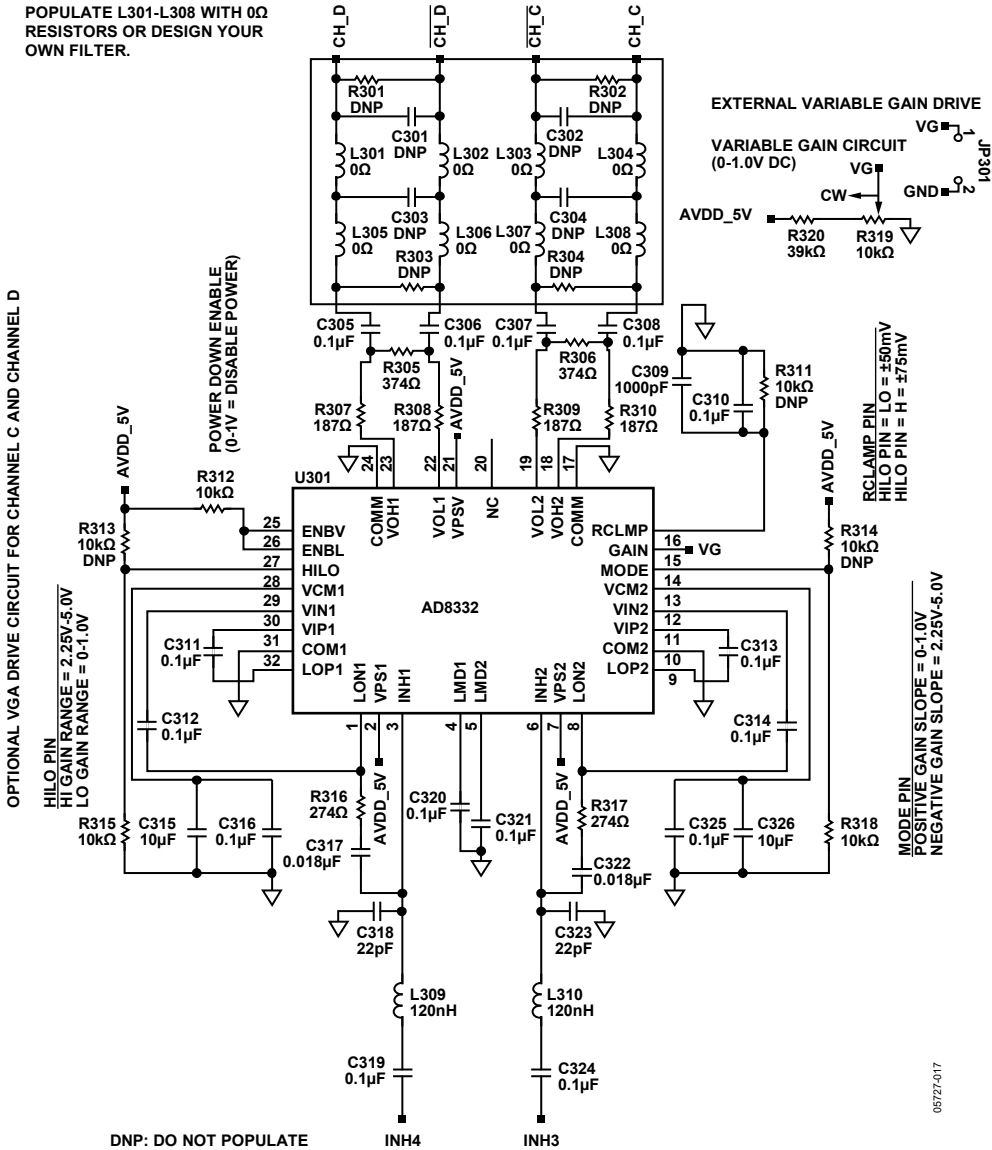 POPULATE L301-L308 WITH 0Ω
RESISTORS OR DESIGN YOUR
OWN FILTER.
CH_D
CH_D
CH_C
CH_C
R301
DNP
R302
DNP
C301
DNP
C302
DNP
L301
0Ω
L302
0Ω
L303
0Ω
L304
0Ω
C303
DNP
C304
DNP
L305
0Ω
L306
0Ω
L307
0Ω
L308
0Ω
R303
DNP
R304
DNP
EXTERNAL VARIABLE GAIN DRIVE
VG
1
JP301
GND
2
VARIABLE GAIN CIRCUIT
(0-1.0V DC)
VG
CW
AVDD_5V
R320
39kΩ
R319
10kΩ
OPTIONAL VGA DRIVE CIRCUIT FOR CHANNEL C AND CHANNEL D
POWER DOWN ENABLE
(0-1V = DISABLE POWER)
C305
0.1µF
C306
0.1µF
C307
0.1µF
C308
0.1µF
R305
374Ω
R306
374Ω
AVDD_5V
R307
187Ω
R308
187Ω
R309
187Ω
R310
187Ω
C309
1000pF
C310
0.1µF
R311
10kΩ
DNP
RCLAMP PIN
HILO PIN = LO = ±50mV
HILO PIN = H = ±75mV
AVDD_5V
R312
10kΩ
R313
10kΩ
DNP
AVDD_5V
R314
10kΩ
DNP
U301
24
23
22
21
20
19
18
17
COMM
VOH1
VOL1
VPSV
NC
VOL2
VOH2
COMM
25
ENBV
26
ENBL
27
HILO
28
VCM1
29
VIN1
30
VIP1
31
COM1
32
LOP1
AD8332
RCLMP
GAIN
16
VG
MODE
15
VCM2
14
VIN2
13
VIP2
12
COM2
11
LOP2
10
9
LON1
VPS1
INH1
LMD1
LMD2
INH2
VPS2
LON2
1
2
3
4
5
6
7
8
C311
0.1µF
C313
0.1µF
C312
0.1µF
C314
0.1µF
HILO PIN
HI GAIN RANGE = 2.25V-5.0V
LO GAIN RANGE = 0-1.0V
MODE PIN
POSITIVE GAIN SLOPE = 0-1.0V
NEGATIVE GAIN SLOPE = 2.25V-5.0V
AVDD_5V
AVDD_5V
R315
10kΩ
C315
10µF
C316
0.1µF
R316
274Ω
C317
0.018µF
C320
0.1µF
C321
0.1µF
R317
274Ω
C322
0.018µF
C325
0.1µF
C326
10µF
R318
10kΩ
C318
22pF
C323
22pF
L309
120nH
L310
120nH
C319
0.1µF
C324
0.1µF
INH4
INH3
DNP: DO NOT POPULATE
05727-017